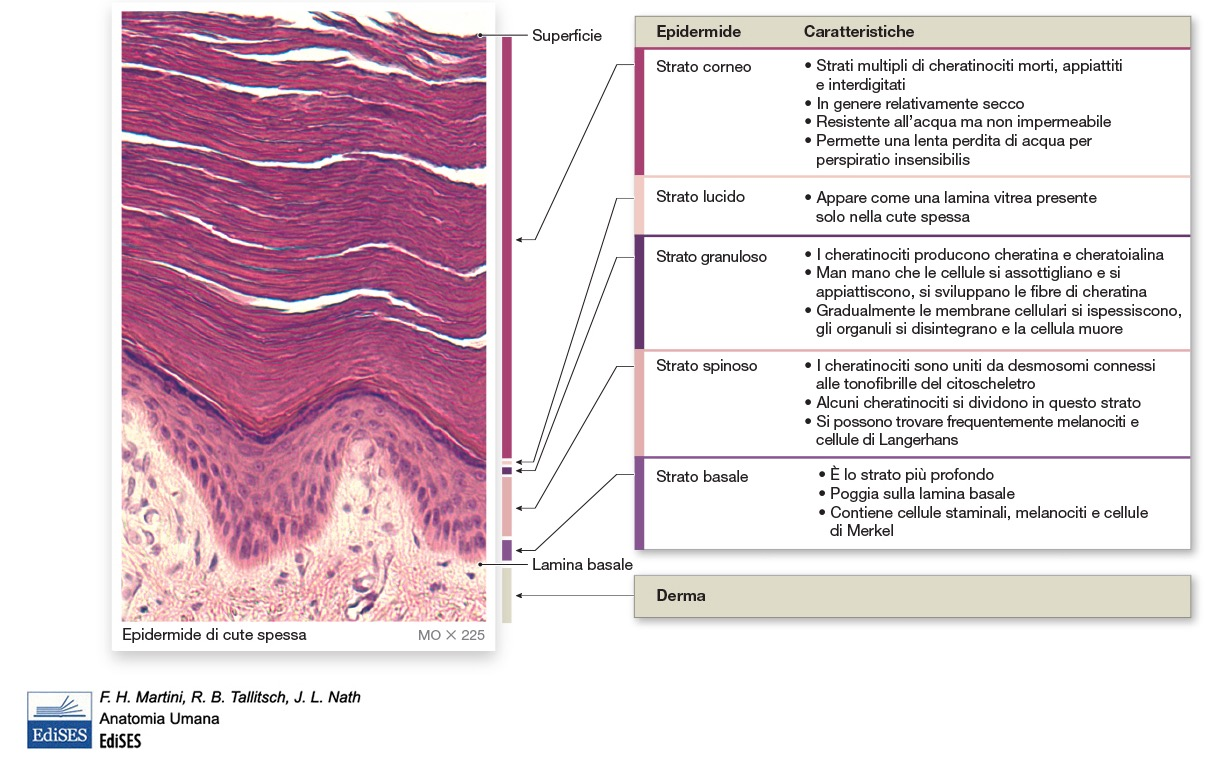 Superficie
Epidermide Caratteristiche
Strato corneo
• Strati multipli di cheratinociti morti, appiattiti
e interdigitati
• In genere relativamente secco
• Resistente all'acqua ma non impermeabile
• Permette una lenta perdita di acqua per
perspiratio insensibilis
Strato lucido
• Appare come una lamina vitrea presente
solo nella cute spessa
Strato granuloso
• I cheratinociti producono cheratina e cheratoialina
• Man mano che le cellule si assottigliano e si
appiattiscono, si sviluppano le fibre di cheratina
• Gradualmente le membrane cellulari si ispessiscono,
gli organuli si disintegrano e la cellula muore
Strato spinoso
• I cheratinociti sono uniti da desmosomi connessi
alle tonofibrille del citoscheletro
• Alcuni cheratinociti si dividono in questo strato
• Si possono trovare frequentemente melanociti e
cellule di Langerhans
Strato basale
• È lo strato più profondo
• Poggia sulla lamina basale
• Contiene cellule staminali, melanociti e cellule
di Merkel
Lamina basale
Derma
Epidermide di cute spessa MO × 225
F. H. Martini, R. B. Tallitsch, J. L. Nath
Anatomia Umana
EdiSES
EdiSES